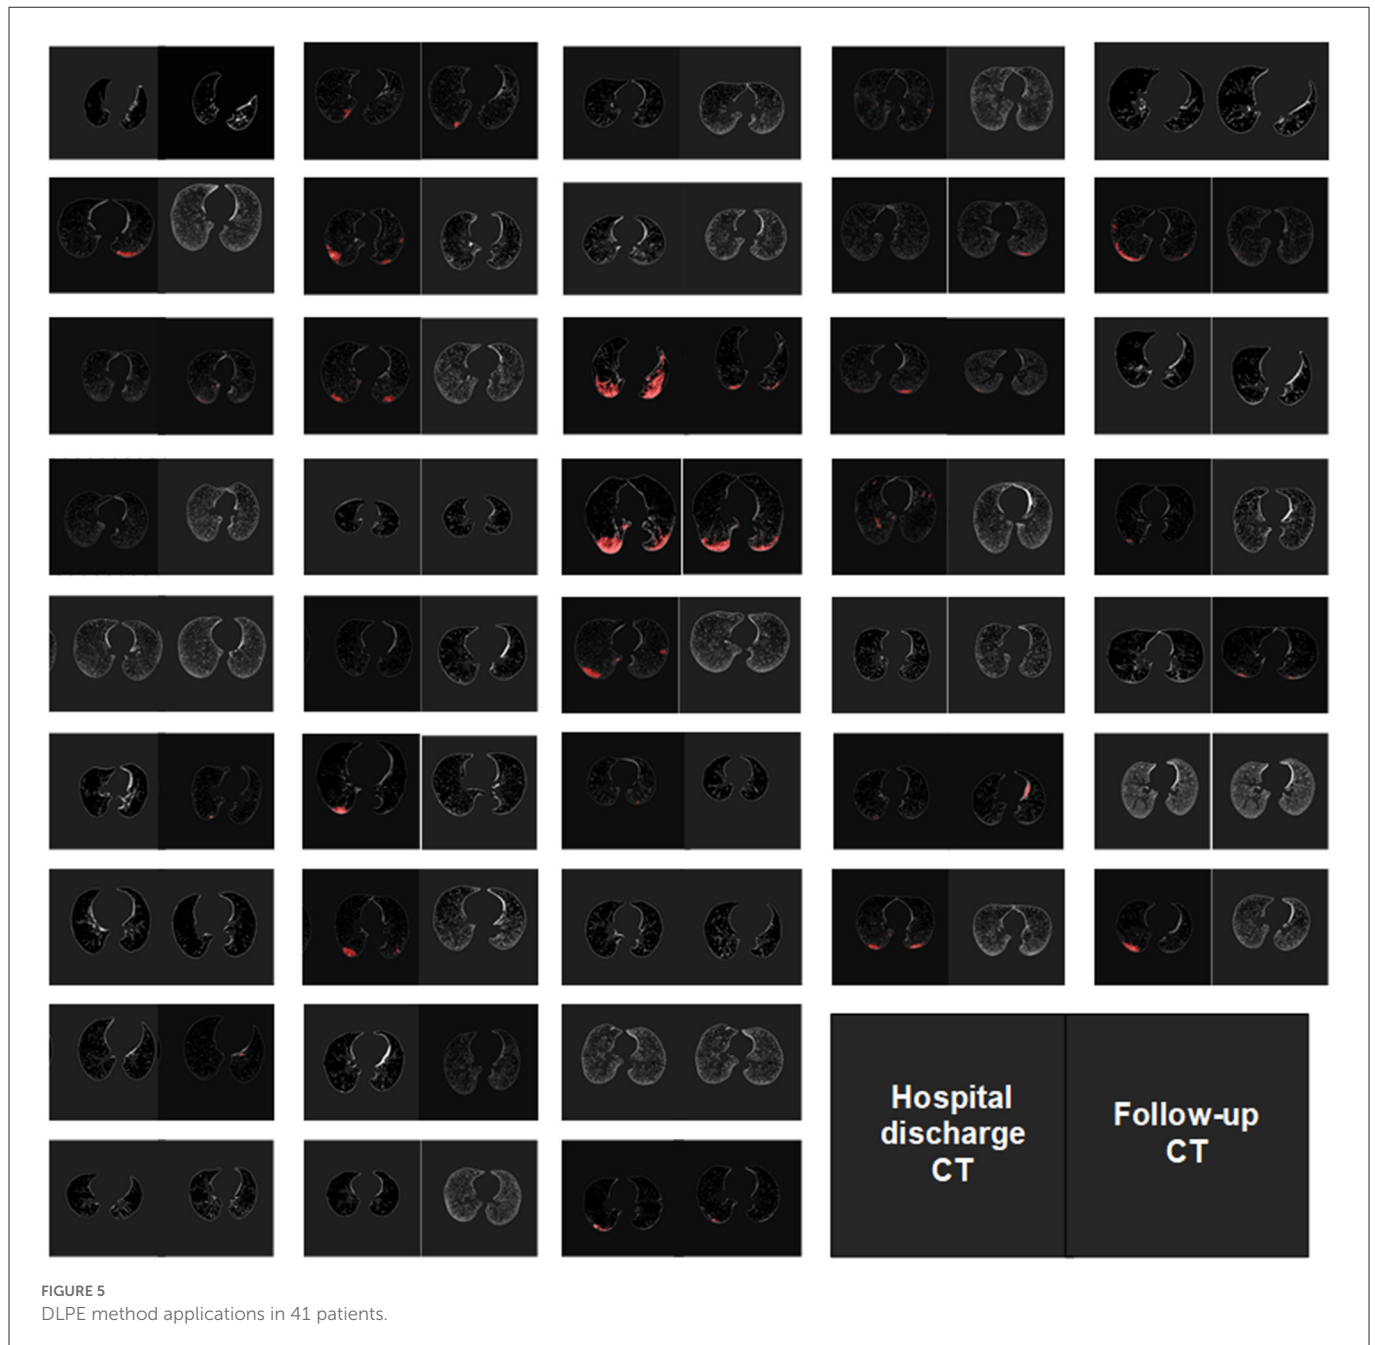 Hospital
discharge
CT
Follow-up
CT
FIGURE 5
DLPE method applications in 41 patients.